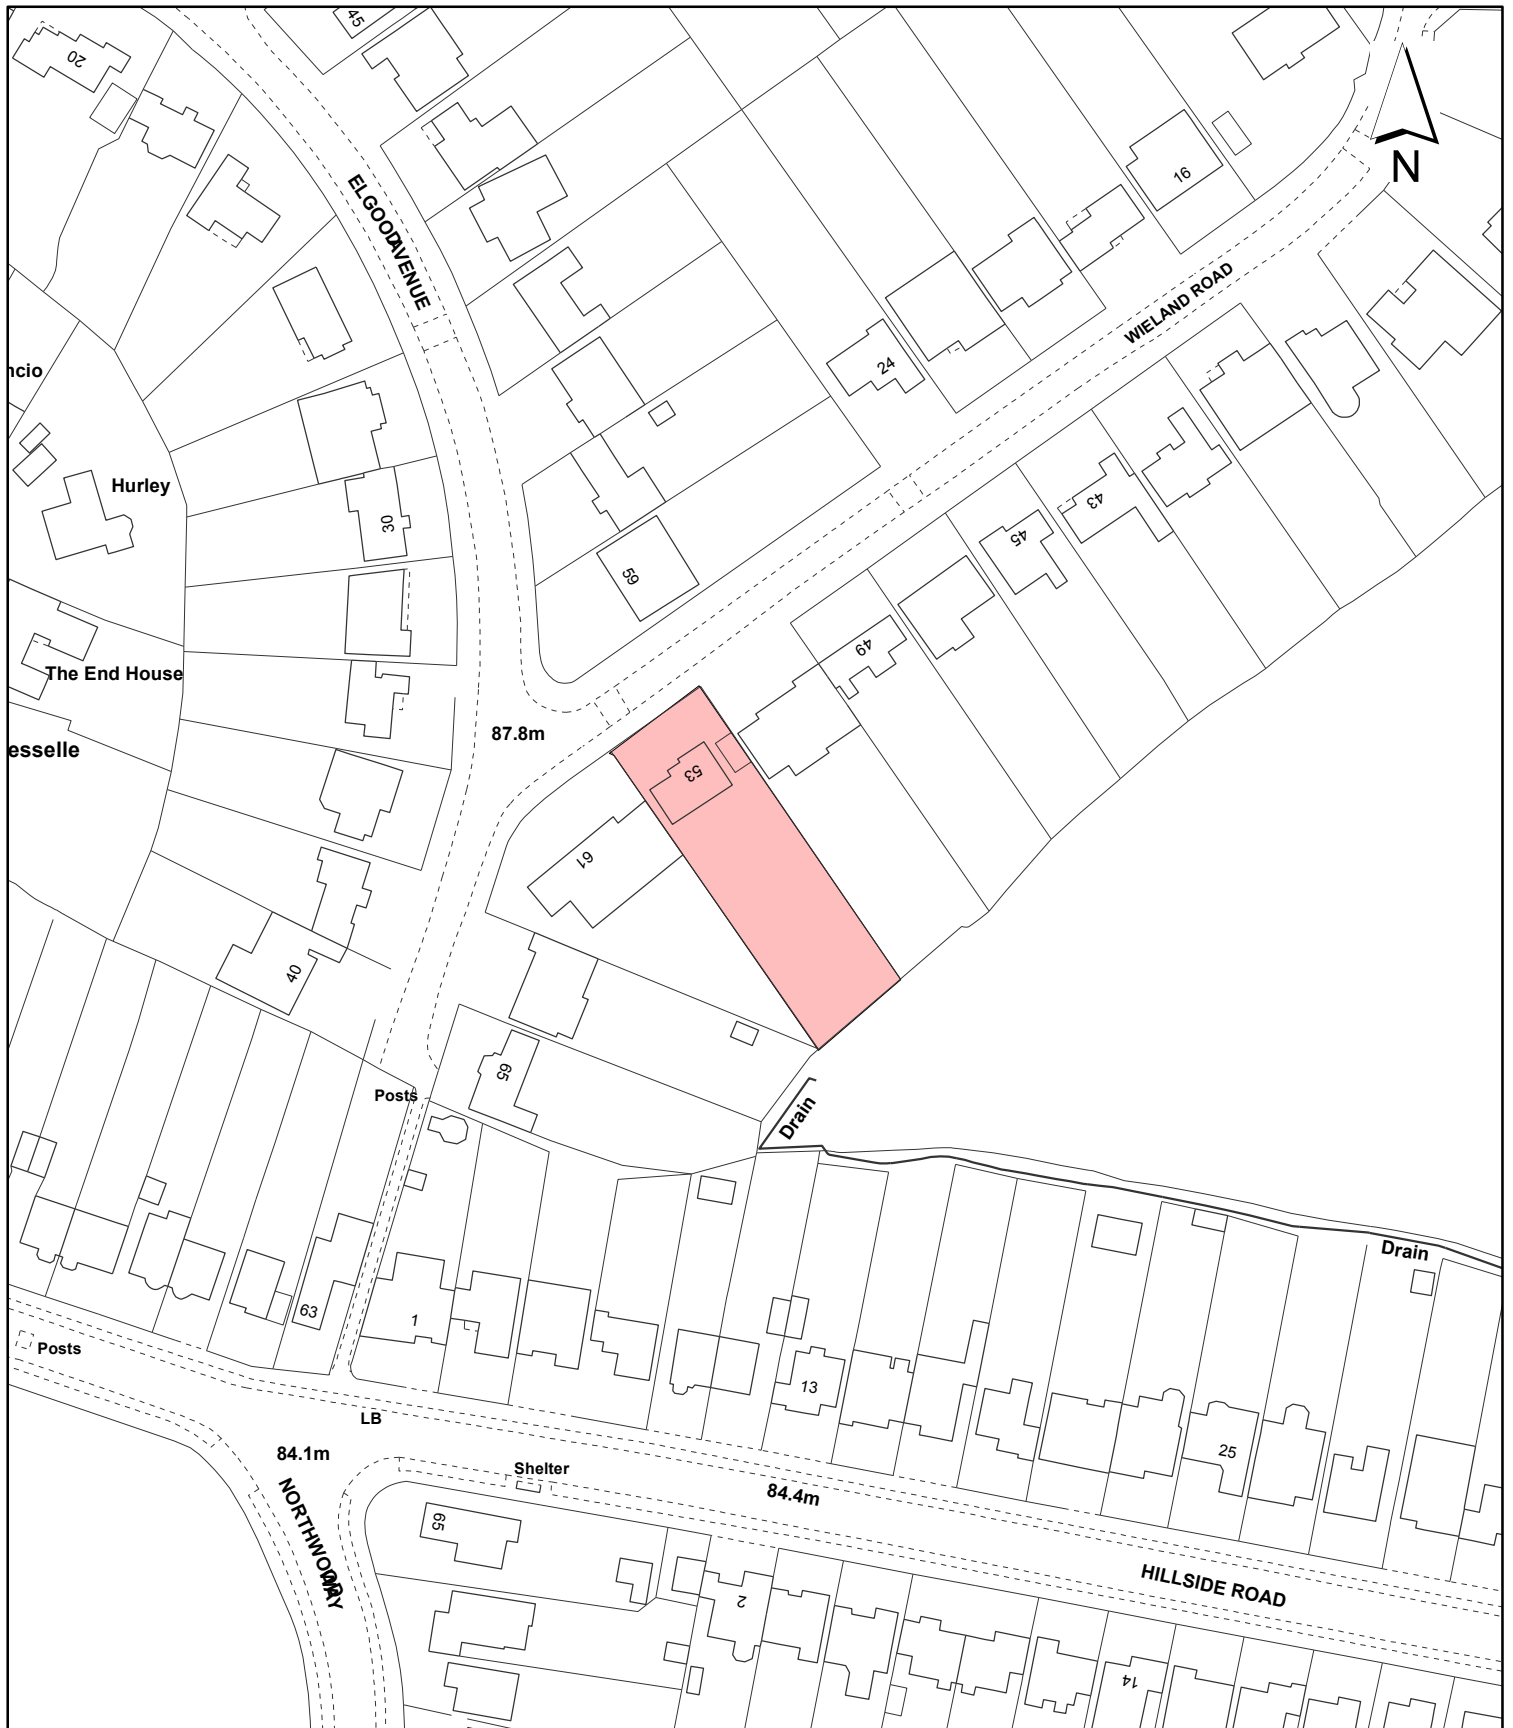 45
20
N
16
ELGOOD AVENUE
WIELAND ROAD
24
ncio
Hurley
30
43
45
59
49
The End House
87.8m
esselle
53
61
40
65
Posts
Drain
Drain
63
1
Posts
13
LB
25
84.1m
Shelter
84.4m
NORTHWOOD WAY
65
HILLSIDE ROAD
2
14